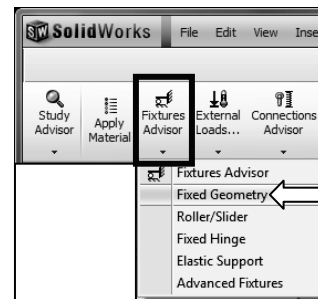 SW SolidWorks File Edit View Inse
Study Advisor
Apply Material
Fixtures Advisor
External Loads...
Connections Advisor
Fixtures Advisor
Fixed Geometry
Roller/Slider
Fixed Hinge
Elastic Support
Advanced Fixtures